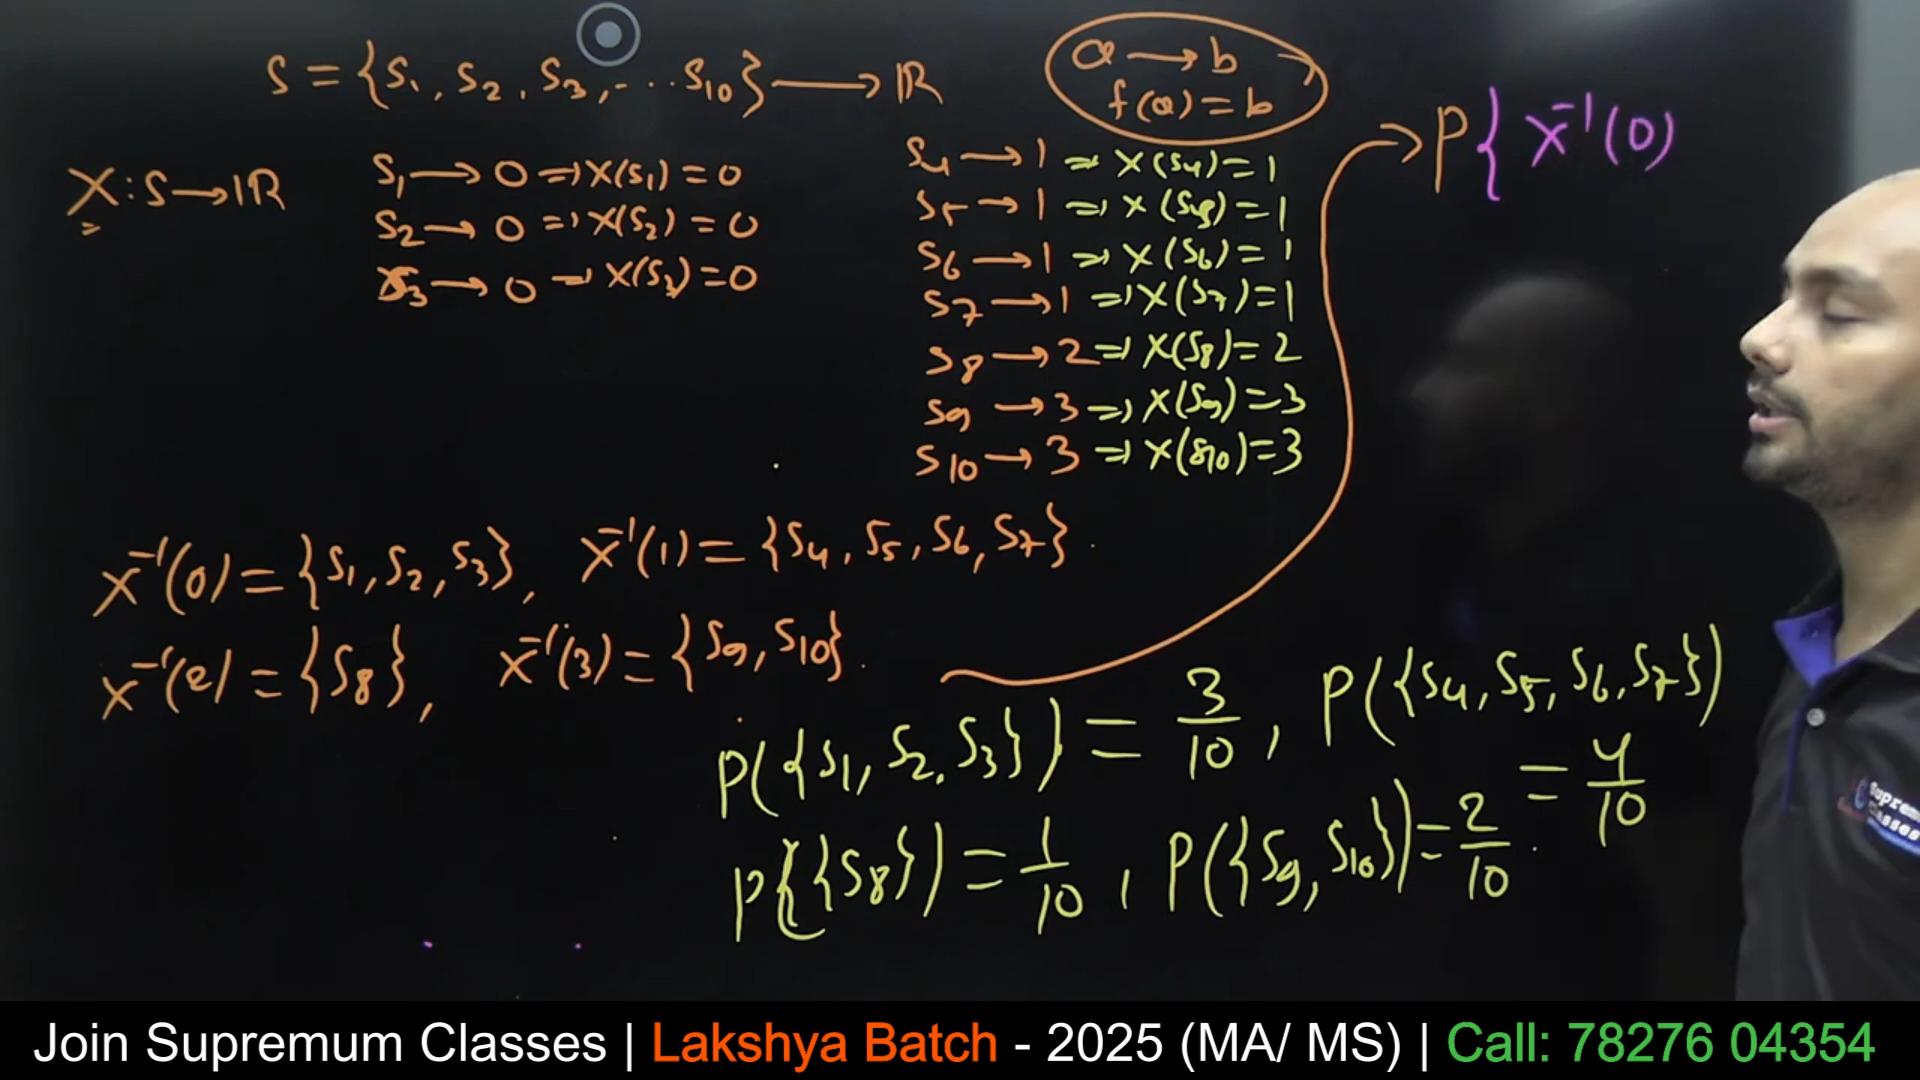 S = {S₁, S₂, S₃, ... S₁₀} → ℝ
a → b
f(a) = b
X : S → ℝ
S₁ → 0 ⇒ X(S₁) = 0
S₂ → 0 ⇒ X(S₂) = 0
S₃ → 0 ⇒ X(S₃) = 0
S₄ → 1 ⇒ X(S₄) = 1
S₅ → 1 ⇒ X(S₅) = 1
S₆ → 1 ⇒ X(S₆) = 1
S₇ → 1 ⇒ X(S₇) = 1
S₈ → 2 ⇒ X(S₈) = 2
S₉ → 3 ⇒ X(S₉) = 3
S₁₀ → 3 ⇒ X(S₁₀) = 3
→ P{ X⁻¹(0)
X⁻¹(0) = {S₁, S₂, S₃}, X⁻¹(1) = {S₄, S₅, S₆, S₇}.
X⁻¹(2) = {S₈}, X⁻¹(3) = {S₉, S₁₀}.
P({S₁, S₂, S₃}) = 3/10, P({S₄, S₅, S₆, S₇}) = 4/10
P({S₈}) = 1/10, P({S₉, S₁₀}) = 2/10.
Supremum
Classes
Join Supremum Classes | Lakshya Batch - 2025 (MA/ MS) | Call: 78276 04354